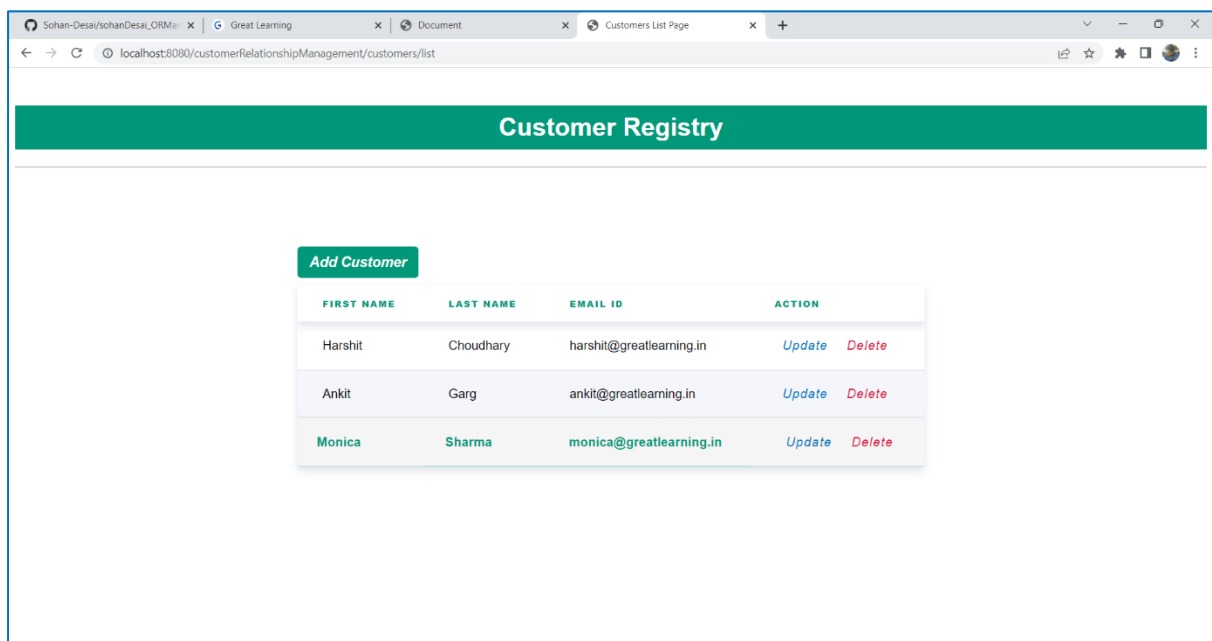 Sohan-Desai/sohanDesai_ORMar Great Learning Document Customers List Page
localhost:8080/customerRelationshipManagement/customers/list
Customer Registry
Add Customer
FIRST NAME LAST NAME EMAIL ID ACTION
Harshit Choudhary harshit@greatlearning.in Update Delete
Ankit Garg ankit@greatlearning.in Update Delete
Monica Sharma monica@greatlearning.in Update Delete